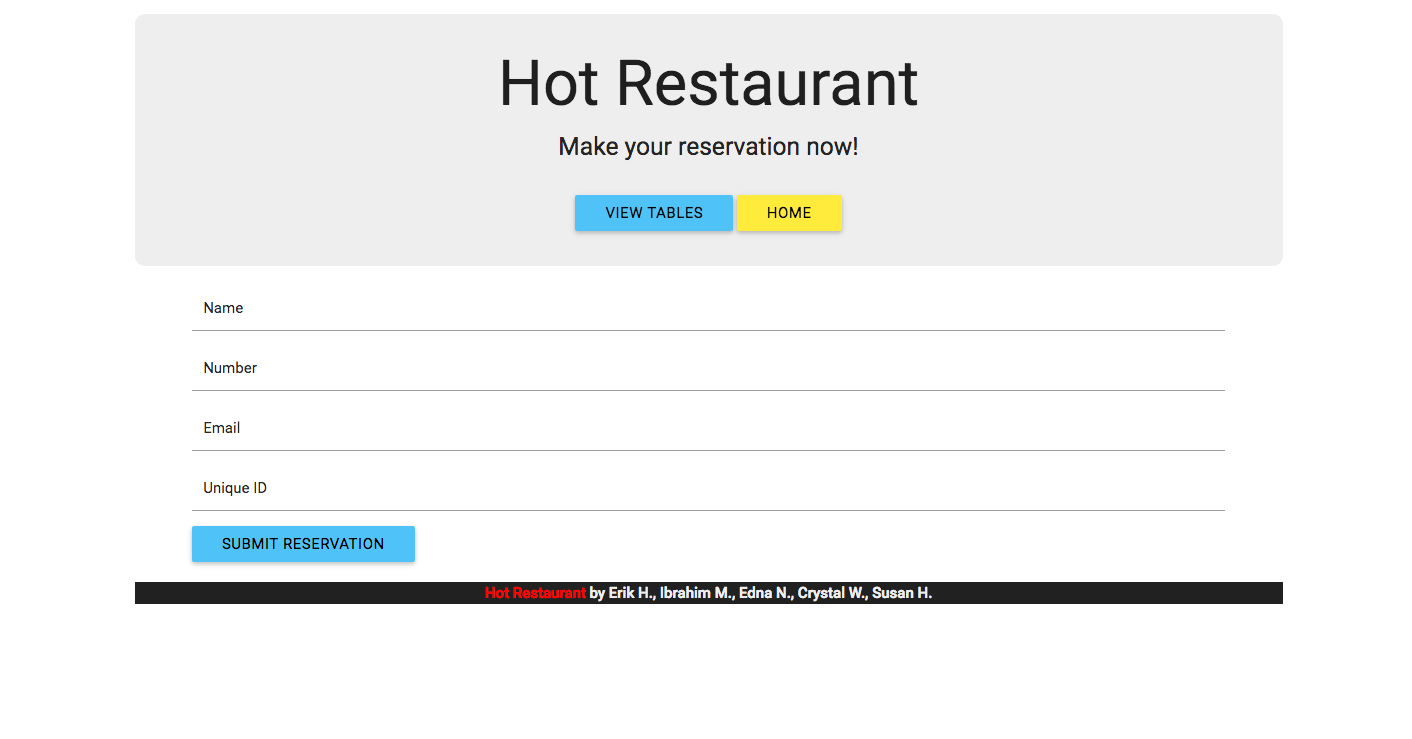 Hot Restaurant
Make your reservation now!
VIEW TABLES HOME
Name
Number
Email
Unique ID
SUBMIT RESERVATION
Hot Restaurant by Erik H., Ibrahim M., Edna N., Crystal W., Susan H.